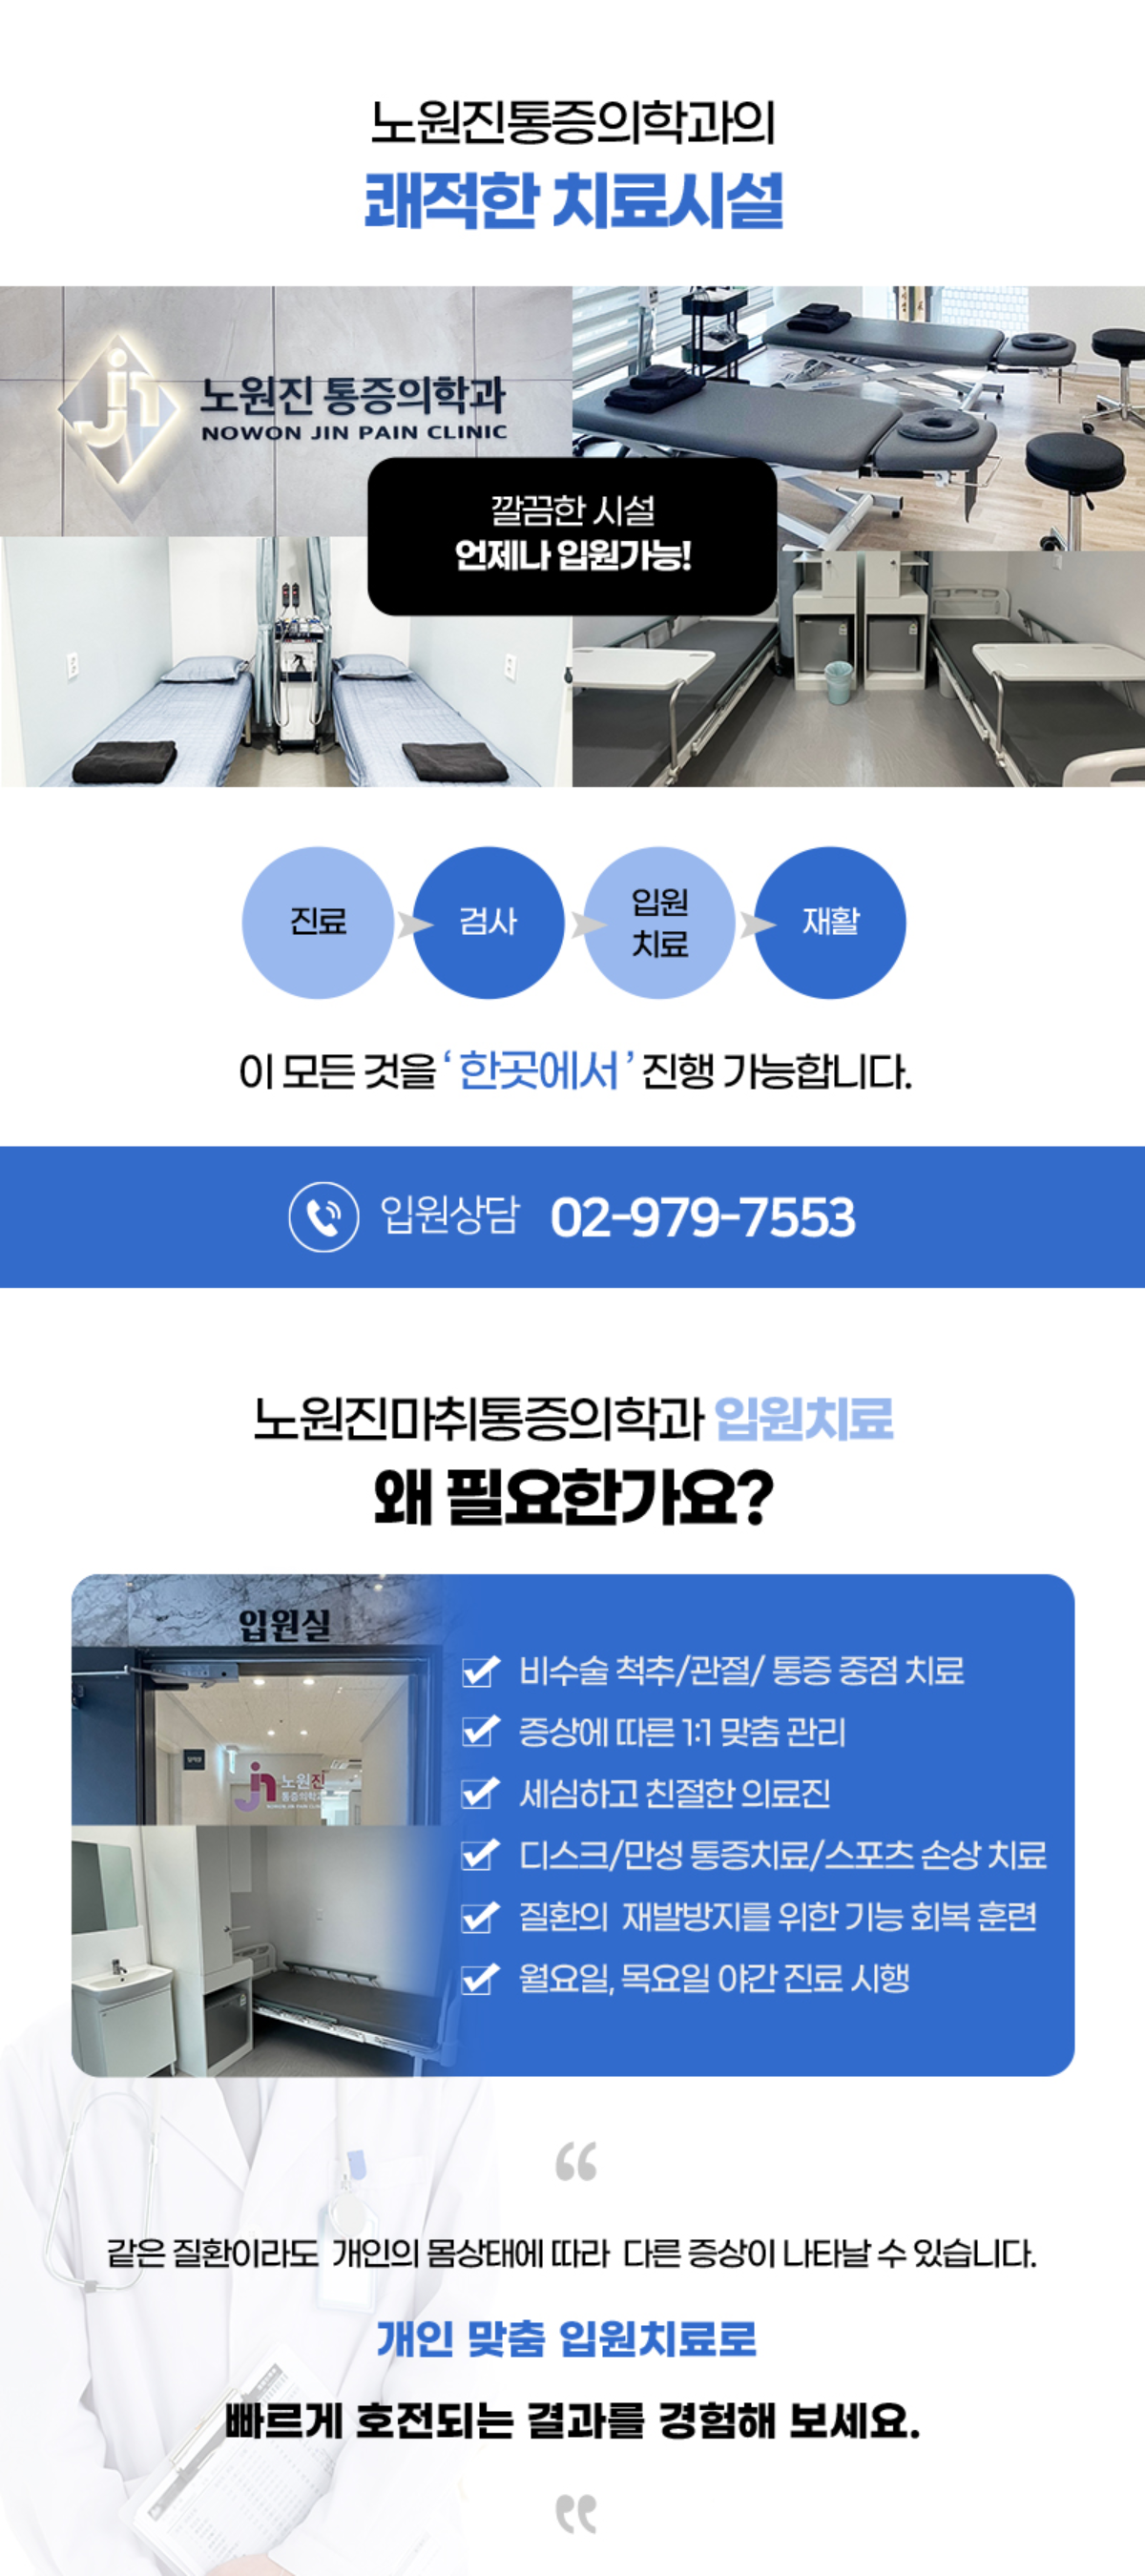 노원진통증의학과의
쾌적한 치료시설
노원진 통증의학과
NOWON JIN PAIN CLINIC
깔끔한 시설
언제나 입원가능!
진료
검사
입원
치료
재활
이 모든 것을 ‘ 한곳에서 ’ 진행 가능합니다.
입원상담 02-979-7553
노원진마취통증의학과 입원치료
왜 필요한가요?
입원실
노원진
비수술 척추/관절/ 통증 중점 치료
증상에 따른 1:1 맞춤 관리
세심하고 친절한 의료진
디스크/만성 통증치료/스포츠 손상 치료
질환의 재발방지를 위한 기능 회복 훈련
월요일, 목요일 야간 진료 시행
“
같은 질환이라도 개인의 몸상태에 따라 다른 증상이 나타날 수 있습니다.
개인 맞춤 입원치료로
빠르게 호전되는 결과를 경험해 보세요.
”